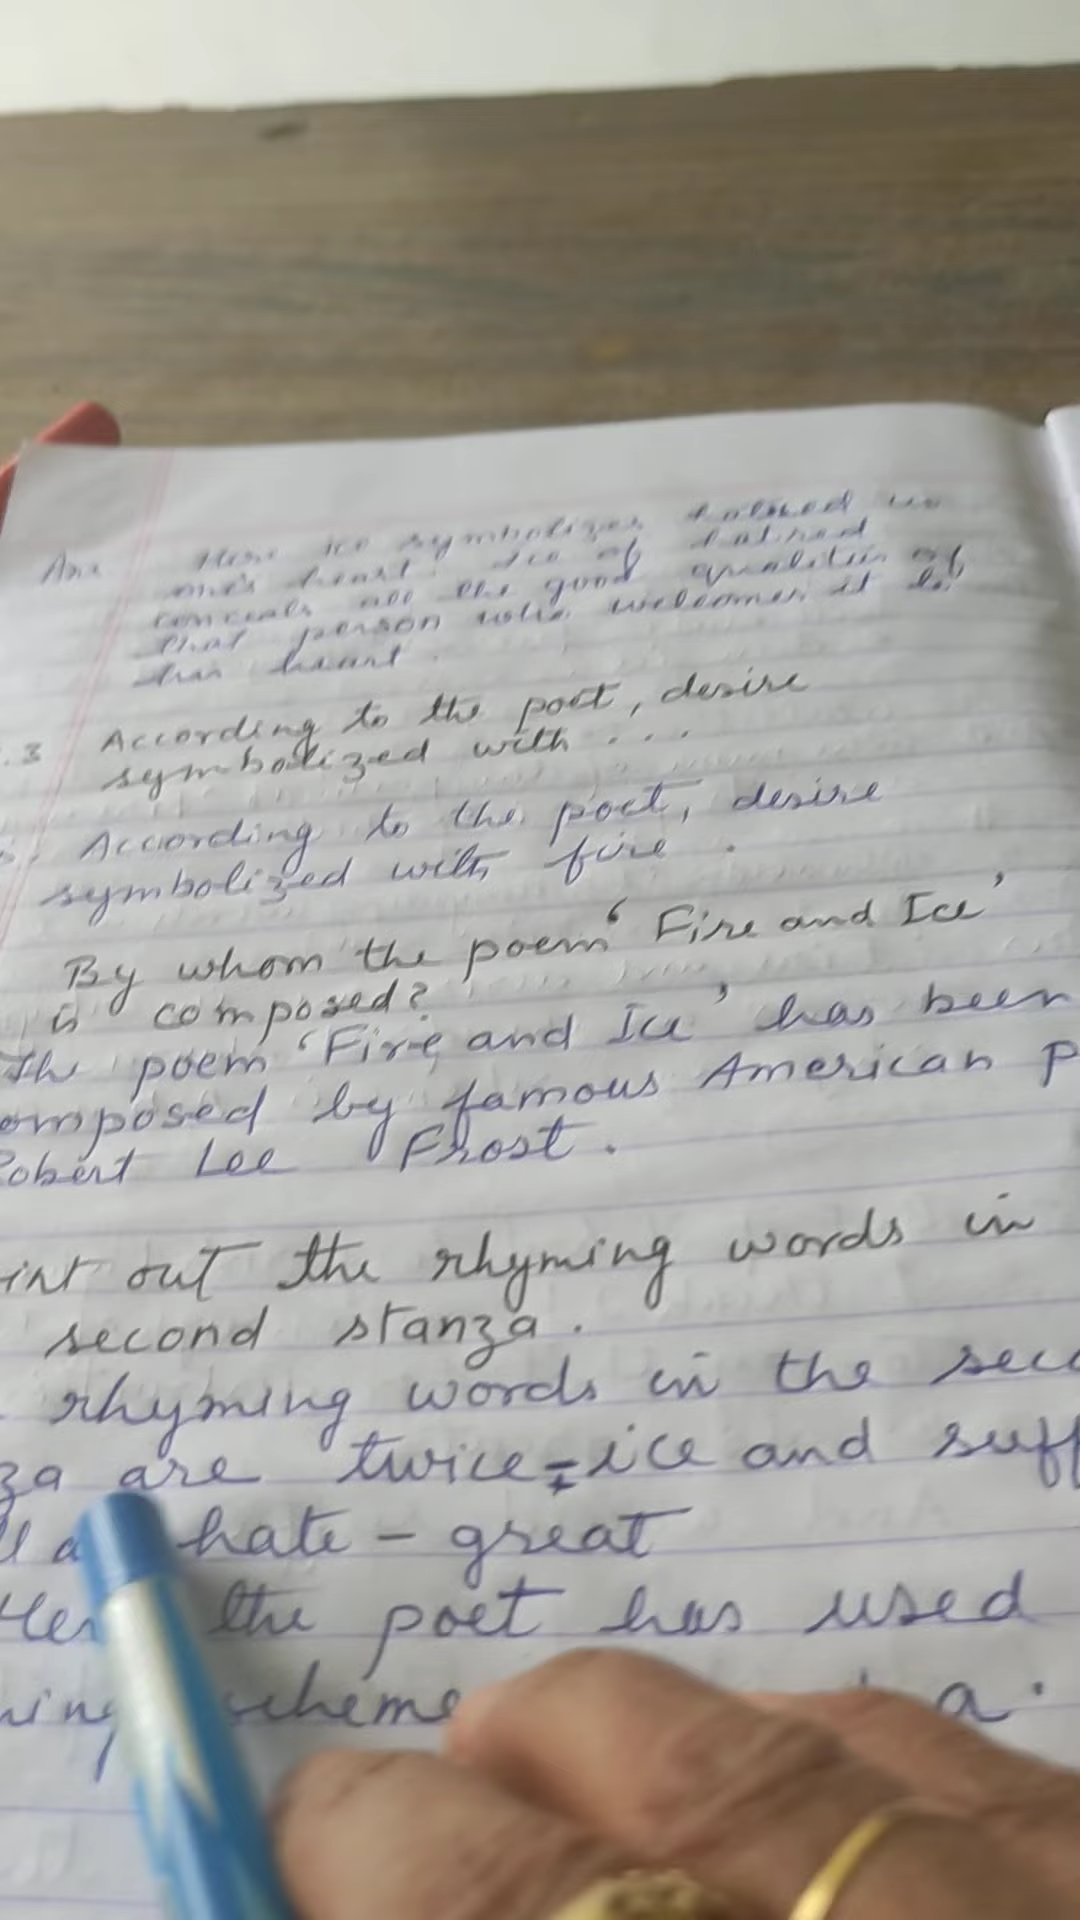 Ans Here ice symbolizes hatred in
one's heart. Ice of hatred
conceals all the good qualities of
that person who welcomes it in
his heart.
.3 According to the poet, desire
symbolized with ....
According to the poet, desire
symbolized with fire.
By whom the poem 'Fire and Ice'
is composed?
The poem 'Fire and Ice' has been
omposed by famous American p
Robert Lee Frost.
int out the rhyming words in
second stanza.
rhyming words in the seco
za are twice-ice and suff
hate - great
the poet has used
scheme a.